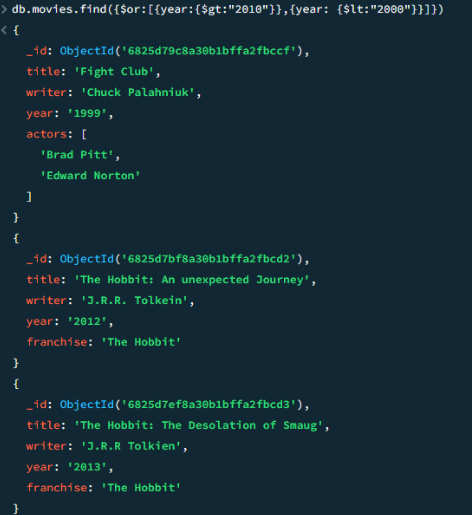 > db.movies.find({$or:[{year:{$gt:"2010"}},{year: {$lt:"2000"}}]})
< {
_id: ObjectId('6825d79c8a30b1bffa2fbccf'),
title: 'Fight Club',
writer: 'Chuck Palahniuk',
year: '1999',
actors: [
'Brad Pitt',
'Edward Norton'
]
}
{
_id: ObjectId('6825d7bf8a30b1bffa2fbcd2'),
title: 'The Hobbit: An unexpected Journey',
writer: 'J.R.R. Tolkein',
year: '2012',
franchise: 'The Hobbit'
}
{
_id: ObjectId('6825d7ef8a30b1bffa2fbcd3'),
title: 'The Hobbit: The Desolation of Smaug',
writer: 'J.R.R Tolkien',
year: '2013',
franchise: 'The Hobbit'
}